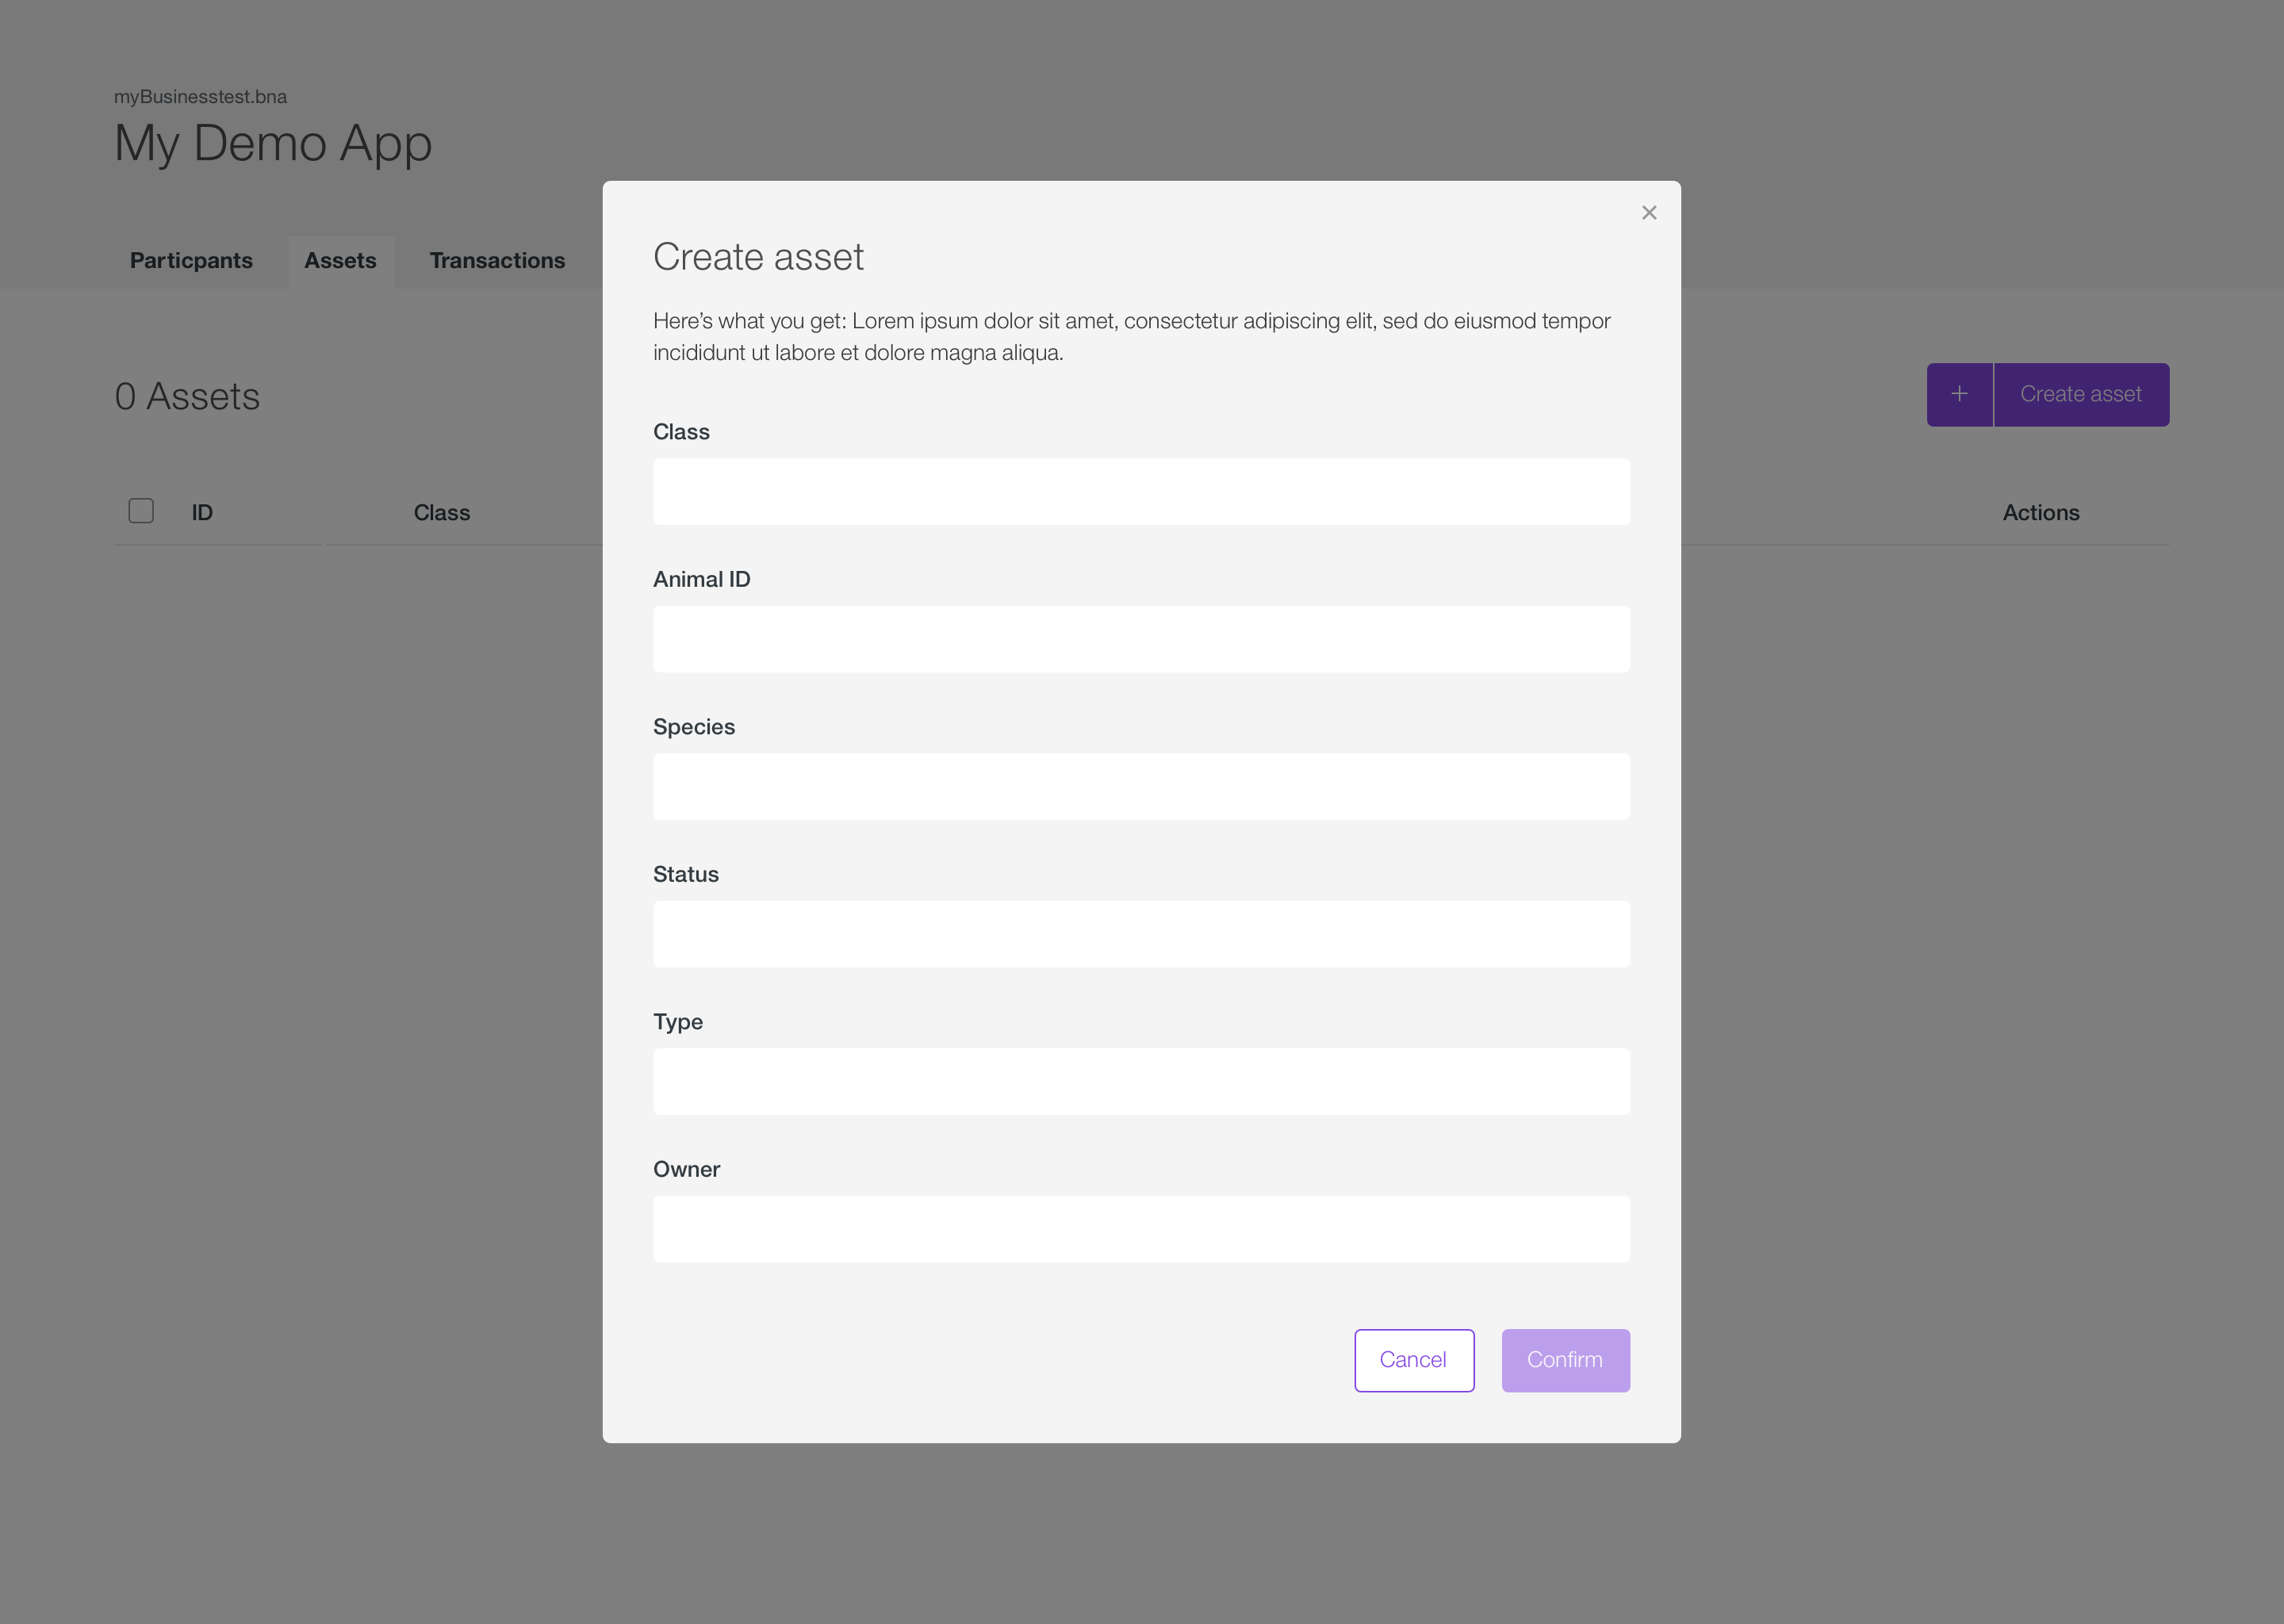 myBusinesstest.bna
My Demo App
Particpants
Assets
Transactions
0 Assets
+ Create asset
ID
Class
Actions
×
Create asset
Here’s what you get: Lorem ipsum dolor sit amet, consectetur adipiscing elit, sed do eiusmod tempor
incididunt ut labore et dolore magna aliqua.
Class
Animal ID
Species
Status
Type
Owner
Cancel
Confirm